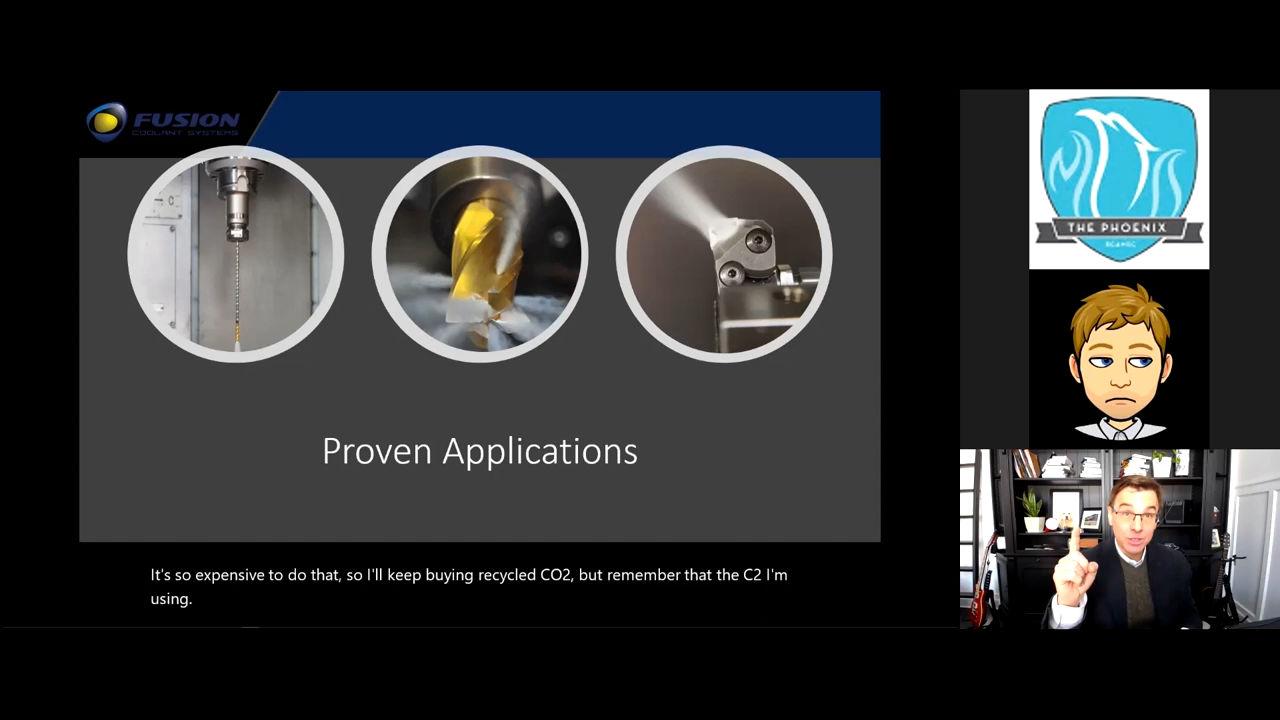 FUSION
COOLANT SYSTEMS
THE PHOENIX
Proven Applications
It's so expensive to do that, so I'll keep buying recycled CO2, but remember that the C2 I'm
using.